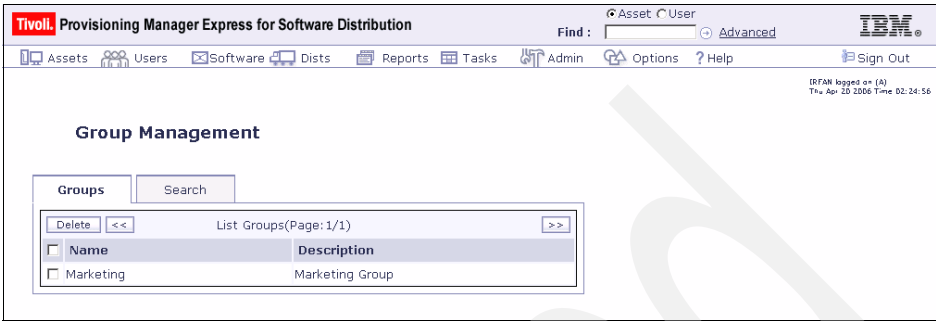 Asset User
Tivoli. Provisioning Manager Express for Software Distribution Find : Advanced IBM®
Assets Users Software Dists Reports Tasks Admin Options ? Help Sign Out
IRFAN logged on (A)
Thu Apr 20 2006 Time 02:24:56
Group Management
Groups Search
Delete << List Groups(Page:1/1) >>
Name Description
Marketing Marketing Group